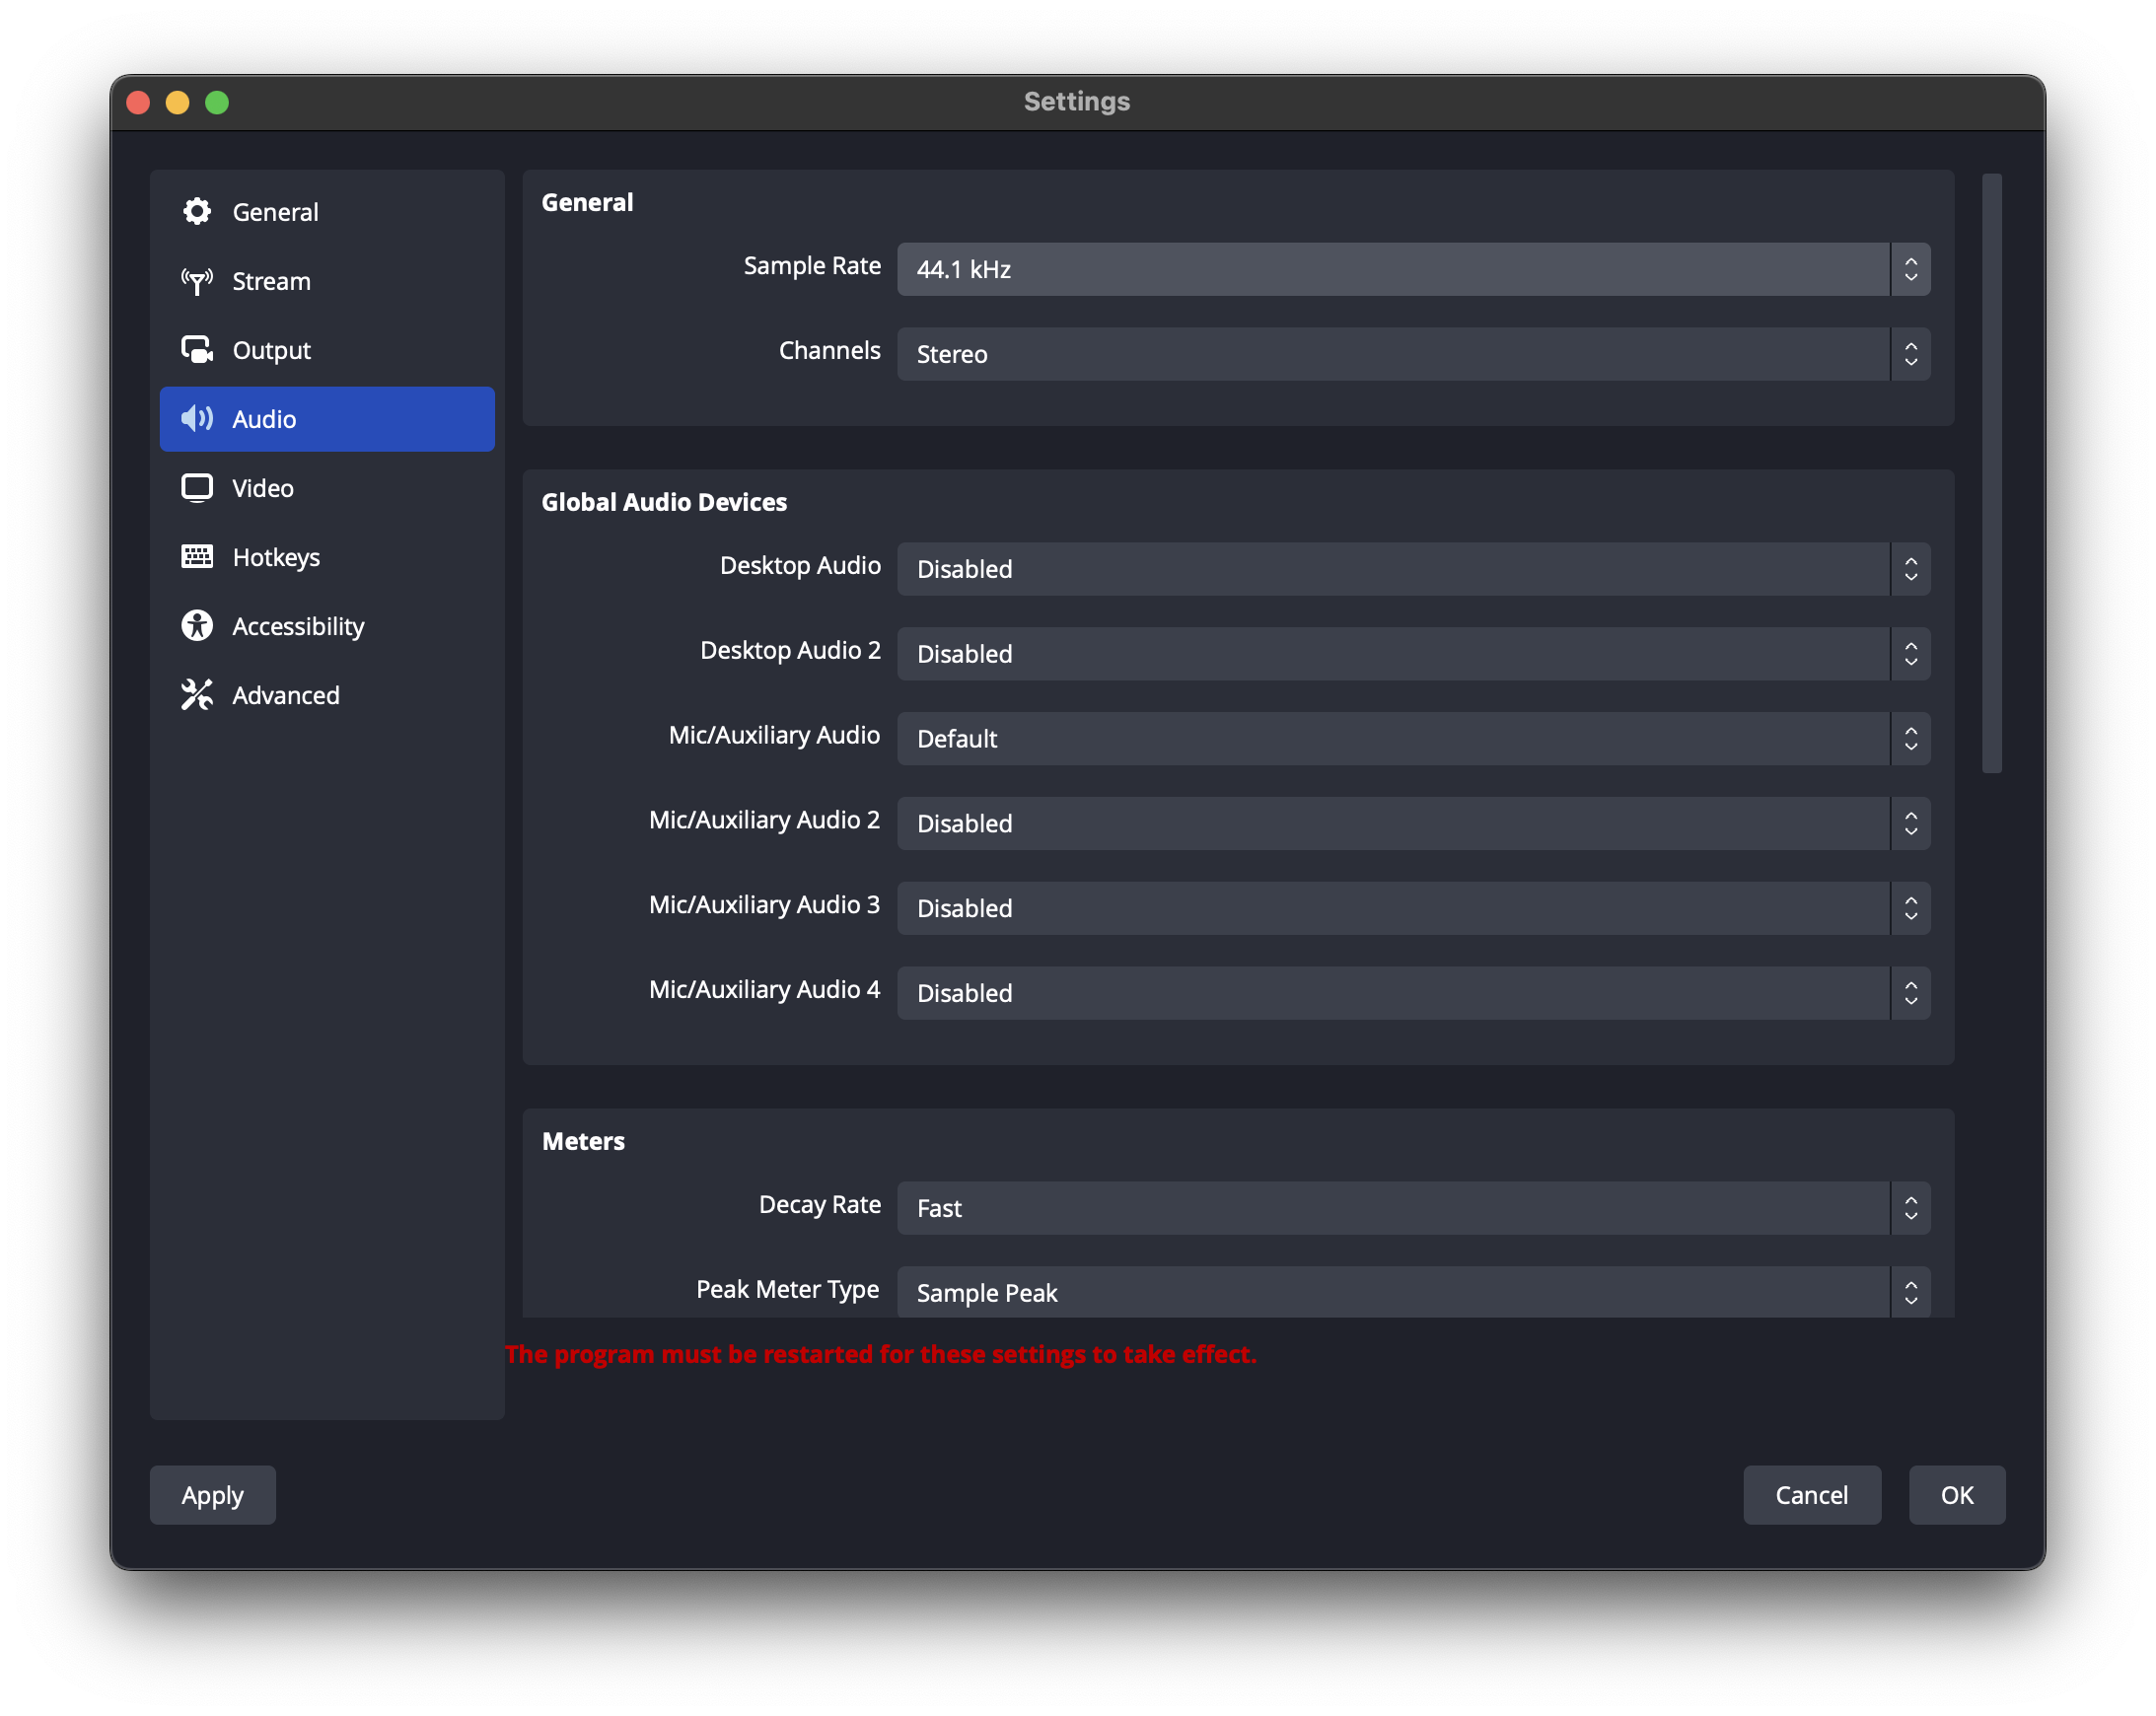 Settings
General
Stream
Output
Audio
Video
Hotkeys
Accessibility
Advanced
General
Sample Rate 44.1 kHz
Channels Stereo
Global Audio Devices
Desktop Audio Disabled
Desktop Audio 2 Disabled
Mic/Auxiliary Audio Default
Mic/Auxiliary Audio 2 Disabled
Mic/Auxiliary Audio 3 Disabled
Mic/Auxiliary Audio 4 Disabled
Meters
Decay Rate Fast
Peak Meter Type Sample Peak
The program must be restarted for these settings to take effect.
Apply Cancel OK